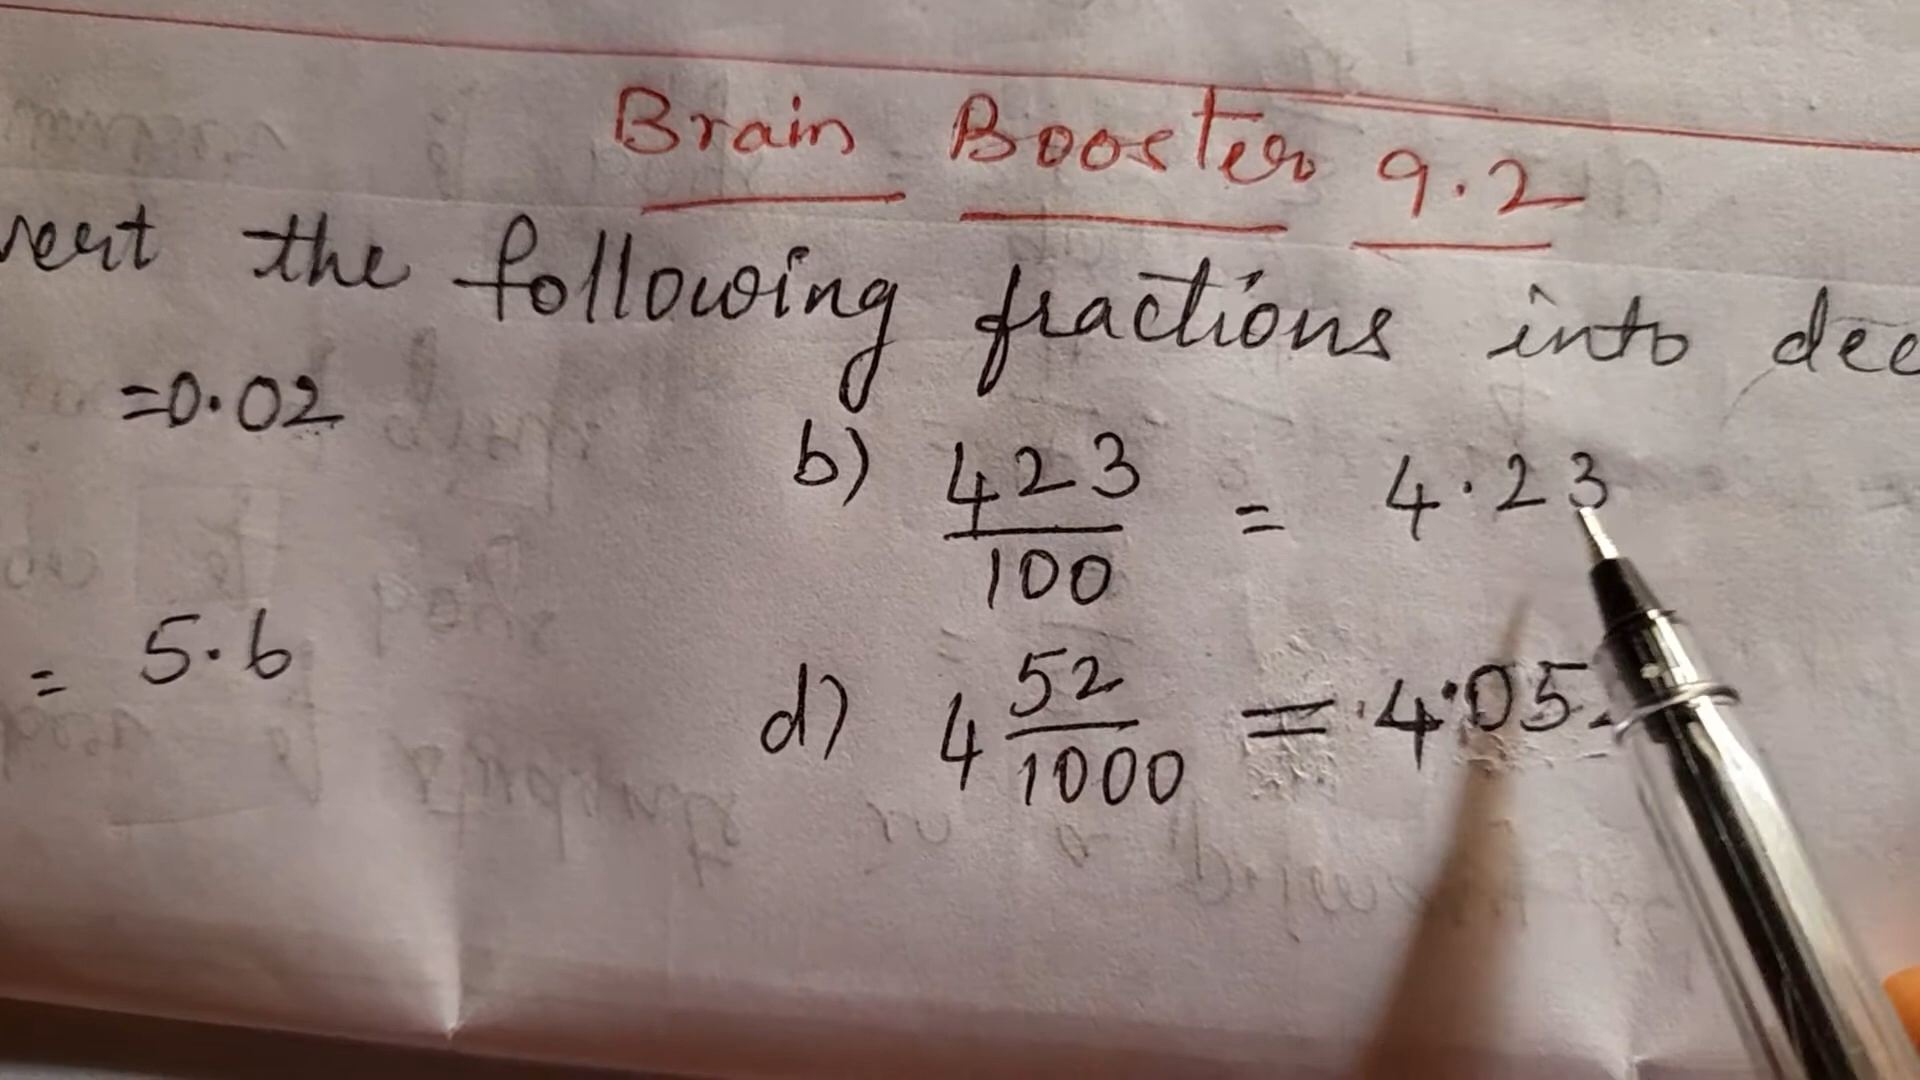 Brain Booster 9.2
vert the following fractions into dec
=0.02
b) 423/100 = 4.23
= 5.6
d) 4 52/1000 = 4.05